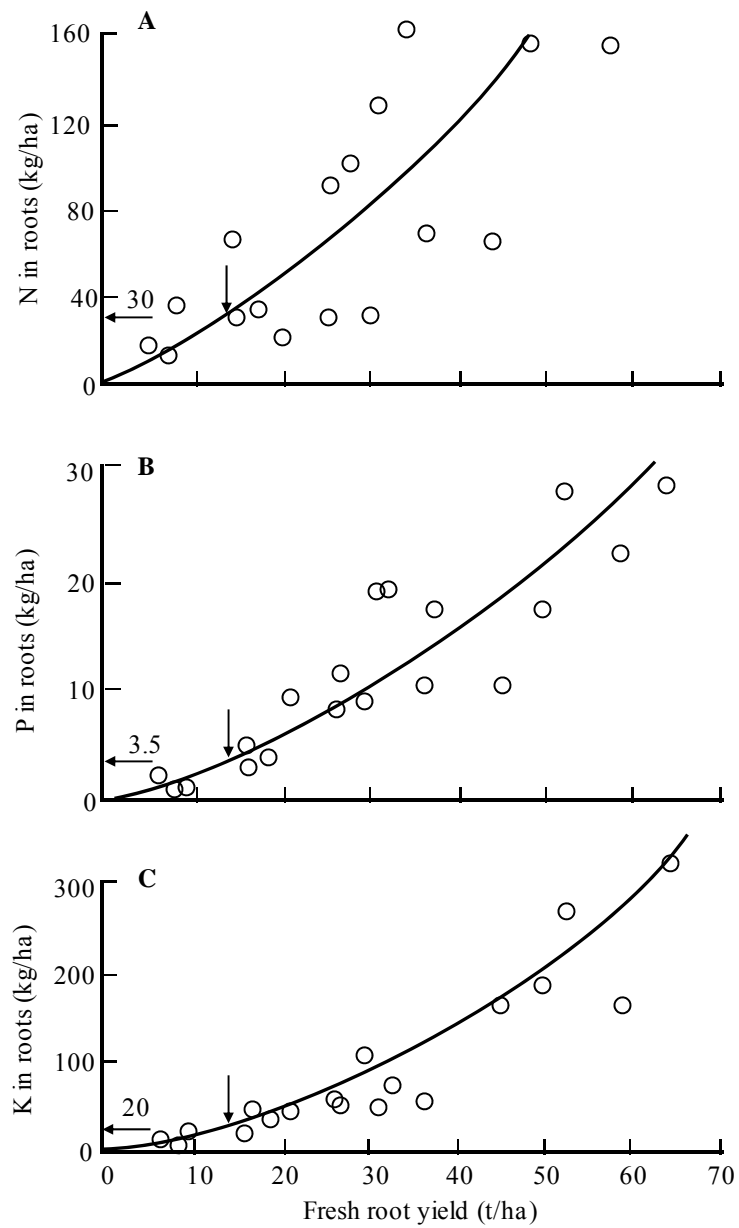 A
160
120
80
40
0
30
N in roots (kg/ha)
B
30
20
10
0
3.5
P in roots (kg/ha)
C
300
200
100
0
20
K in roots (kg/ha)
0 10 20 30 40 50 60 70
Fresh root yield (t/ha)